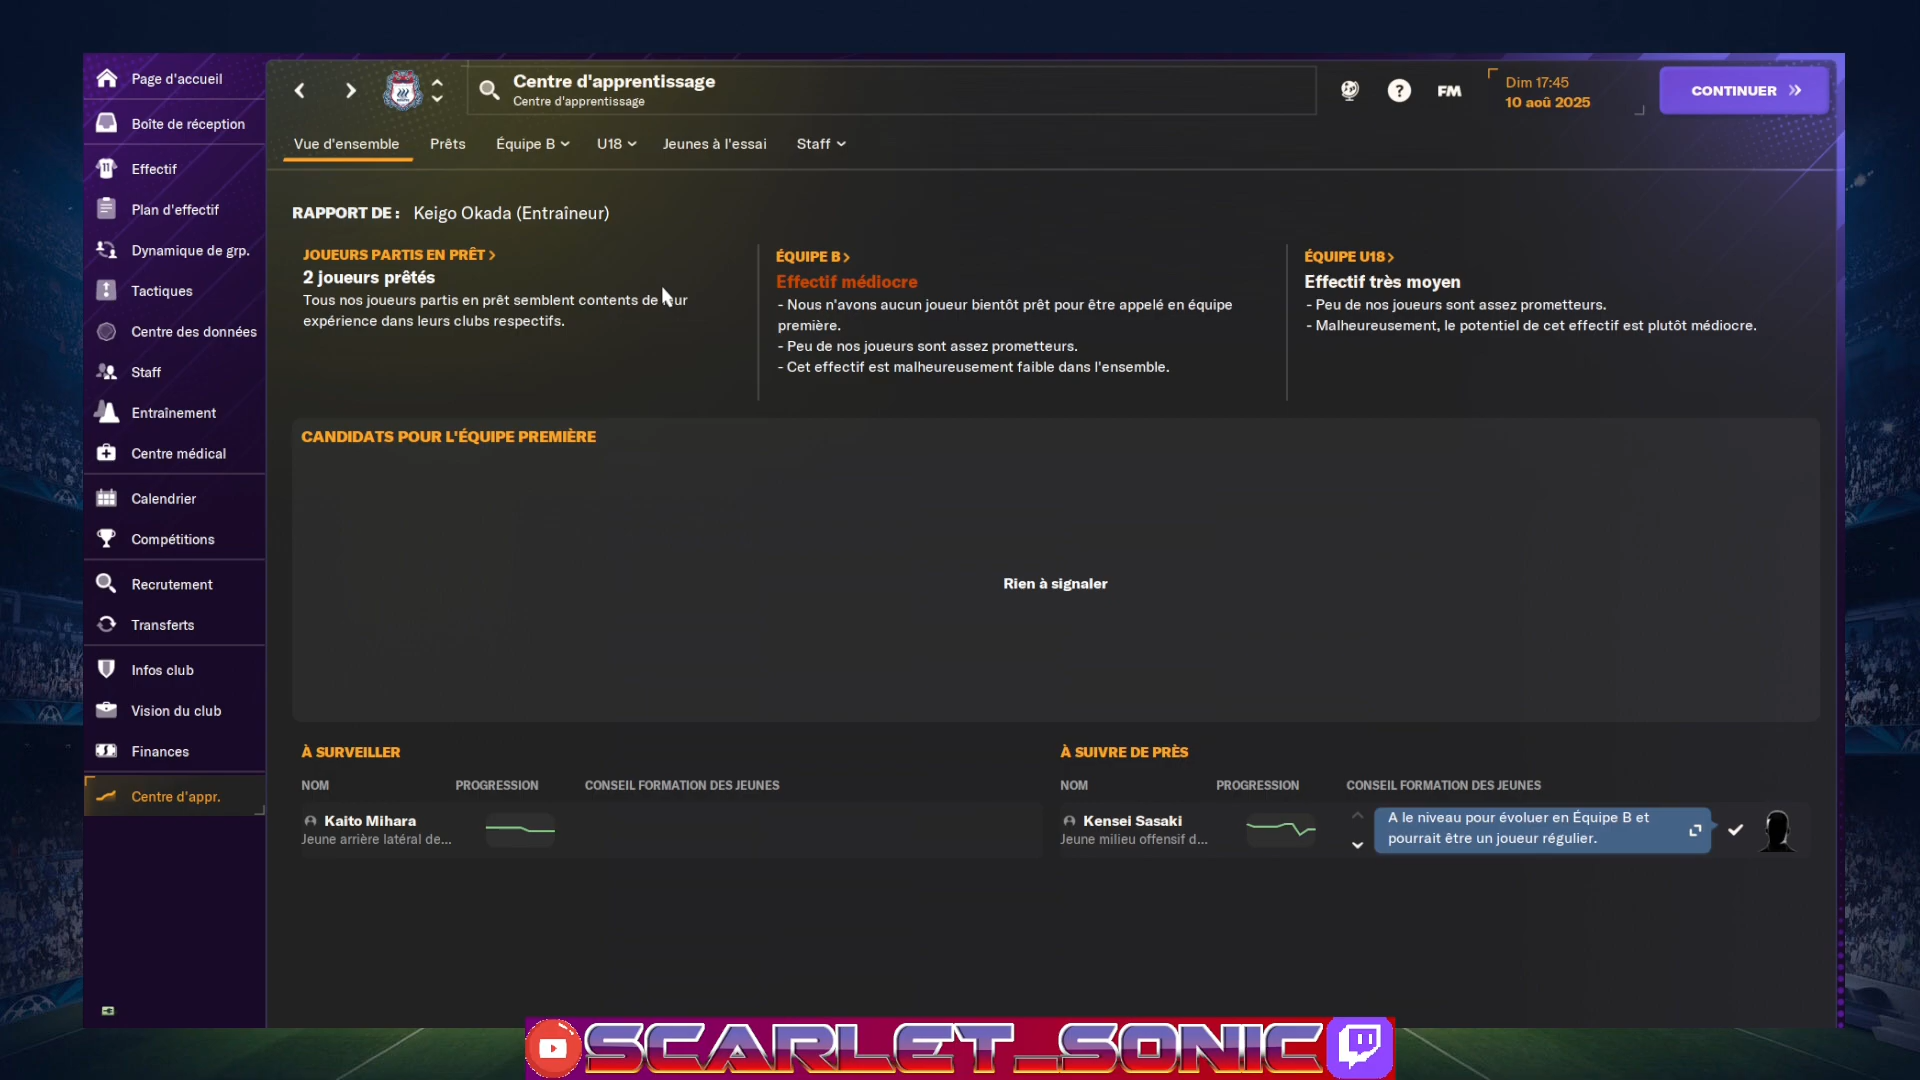 Page d'accueil
Boîte de réception
Effectif
Plan d'effectif
Dynamique de grp.
Tactiques
Centre des données
Staff
Entraînement
Centre médical
Calendrier
Compétitions
Recrutement
Transferts
Infos club
Vision du club
Finances
Centre d'appr.
Centre d'apprentissage
Centre d'apprentissage
?
FM
Dim 17:45
10 aoû 2025
CONTINUER
Vue d'ensemble
Prêts
Équipe B
U18
Jeunes à l'essai
Staff
RAPPORT DE : Keigo Okada (Entraîneur)
JOUEURS PARTIS EN PRÊT >
2 joueurs prêtés
Tous nos joueurs partis en prêt semblent contents de leur
expérience dans leurs clubs respectifs.
ÉQUIPE B >
Effectif médiocre
- Nous n'avons aucun joueur bientôt prêt pour être appelé en équipe
première.
- Peu de nos joueurs sont assez prometteurs.
- Cet effectif est malheureusement faible dans l'ensemble.
ÉQUIPE U18 >
Effectif très moyen
- Peu de nos joueurs sont assez prometteurs.
- Malheureusement, le potentiel de cet effectif est plutôt médiocre.
CANDIDATS POUR L'ÉQUIPE PREMIÈRE
Rien à signaler
À SURVEILLER
NOM PROGRESSION CONSEIL FORMATION DES JEUNES
Kaito Mihara
Jeune arrière latéral de...
À SUIVRE DE PRÈS
NOM PROGRESSION CONSEIL FORMATION DES JEUNES
Kensei Sasaki
Jeune milieu offensif d...
A le niveau pour évoluer en Équipe B et
pourrait être un joueur régulier.
SCARLET_SONIC